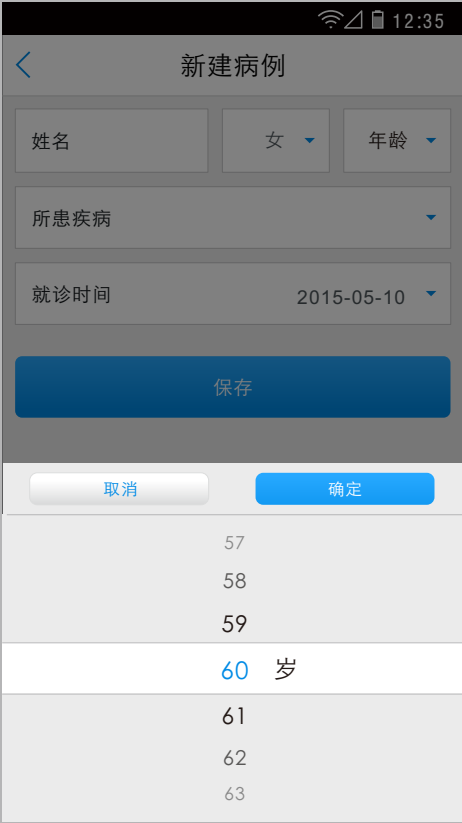 12:35
新建病例
姓名 女 年龄
所患疾病
就诊时间 2015-05-10
保存
取消 确定
57
58
59
60 岁
61
62
63